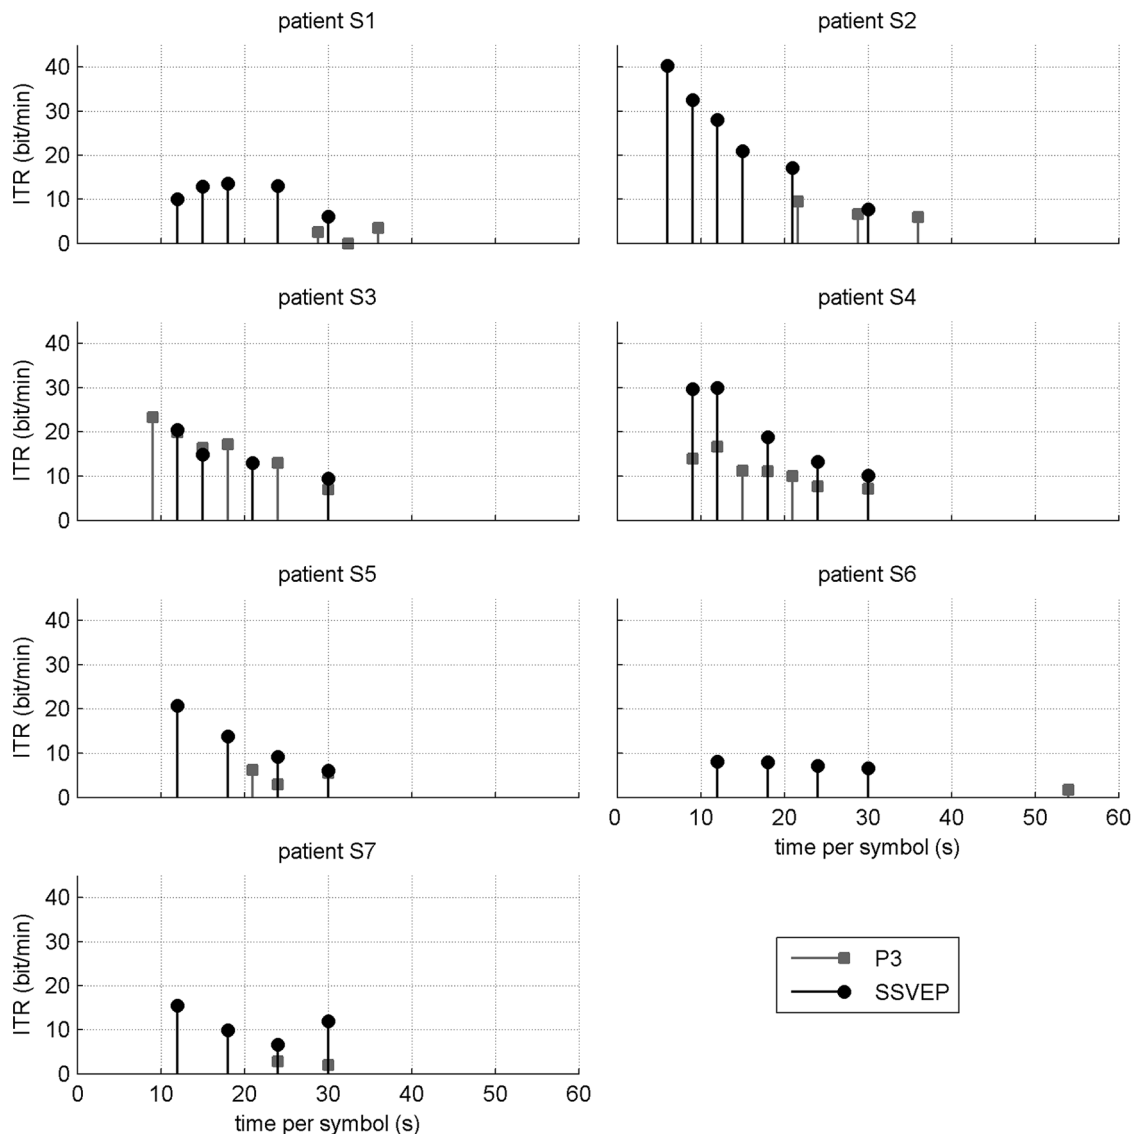 patient S1
patient S2
ITR (bit/min)
40
30
20
10
0
patient S3
patient S4
ITR (bit/min)
40
30
20
10
0
patient S5
patient S6
ITR (bit/min)
40
30
20
10
0
0 10 20 30 40 50 60
time per symbol (s)
patient S7
ITR (bit/min)
40
30
20
10
0
0 10 20 30 40 50 60
time per symbol (s)
P3
SSVEP